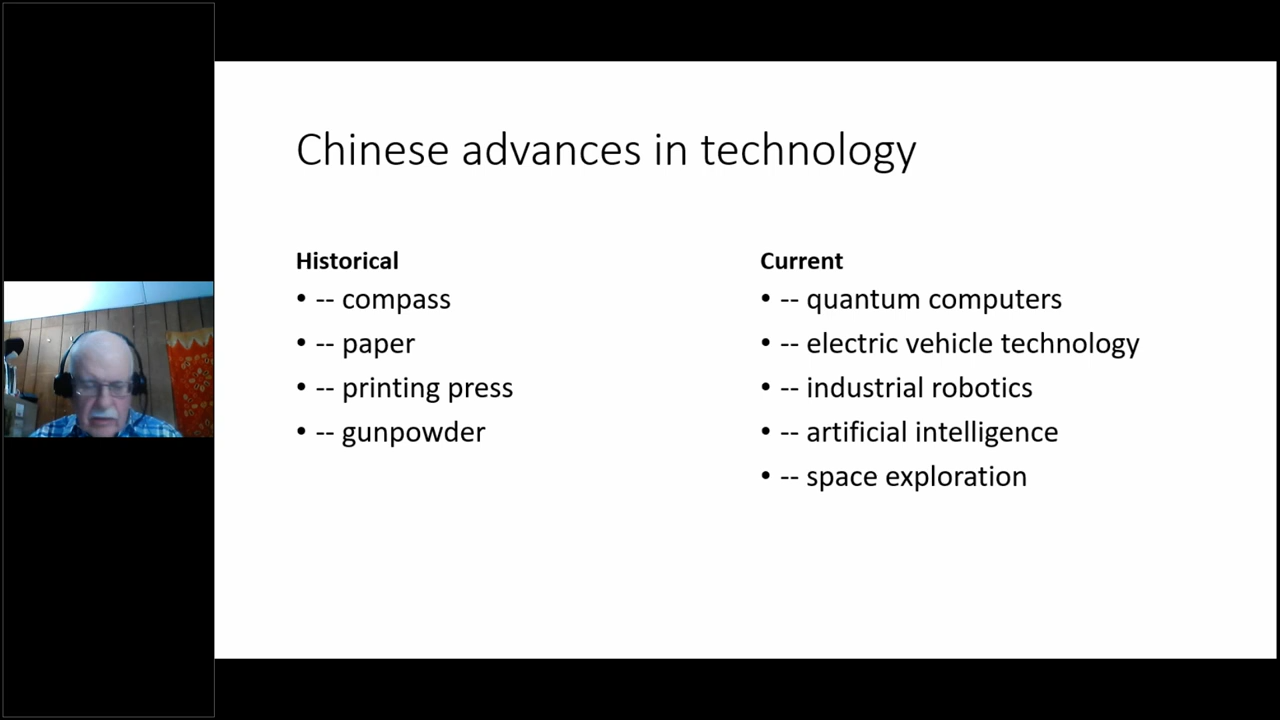 Chinese advances in technology
Historical
• -- compass
• -- paper
• -- printing press
• -- gunpowder
Current
• -- quantum computers
• -- electric vehicle technology
• -- industrial robotics
• -- artificial intelligence
• -- space exploration